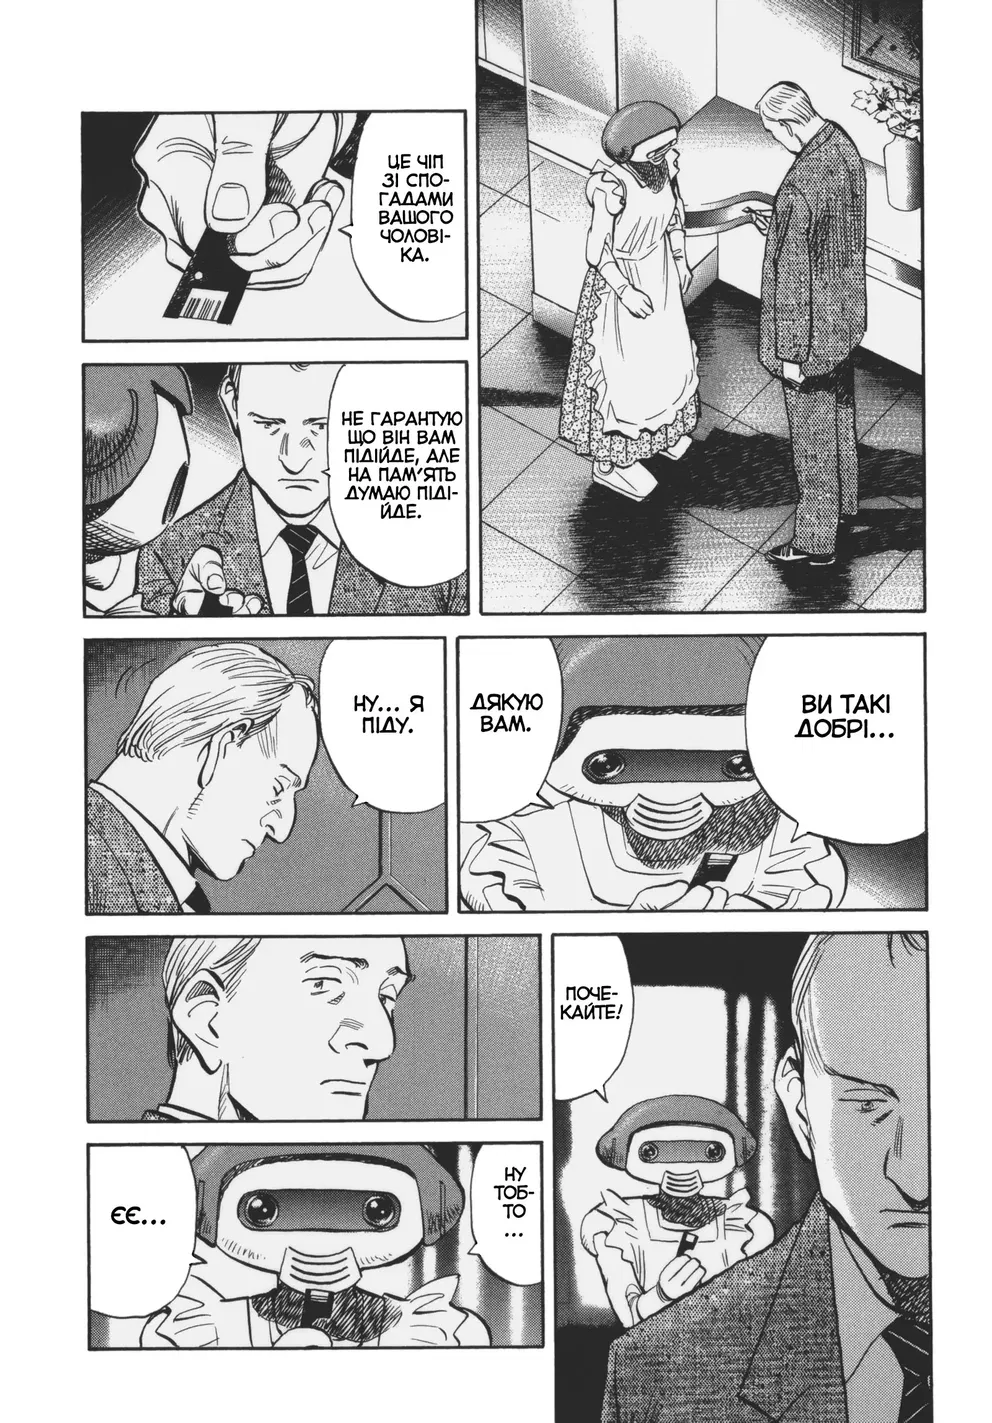 ЦЕ ЧІП
ЗІ СПО-
ГАДАМИ
ВАШОГО
ЧОЛОВІ-
КА.
НЕ ГАРАНТУЮ
ЩО ВІН ВАМ
ПІДІЙДЕ, АЛЕ
НА ПАМ'ЯТЬ
ДУМАЮ ПІДІ-
ЙДЕ.
ВИ ТАКІ
ДОБРІ...
ДЯКУЮ
ВАМ.
НУ... Я
ПІДУ.
ПОЧЕ-
КАЙТЕ!
НУ
ТОБ-
ТО
...
ЄЄ...